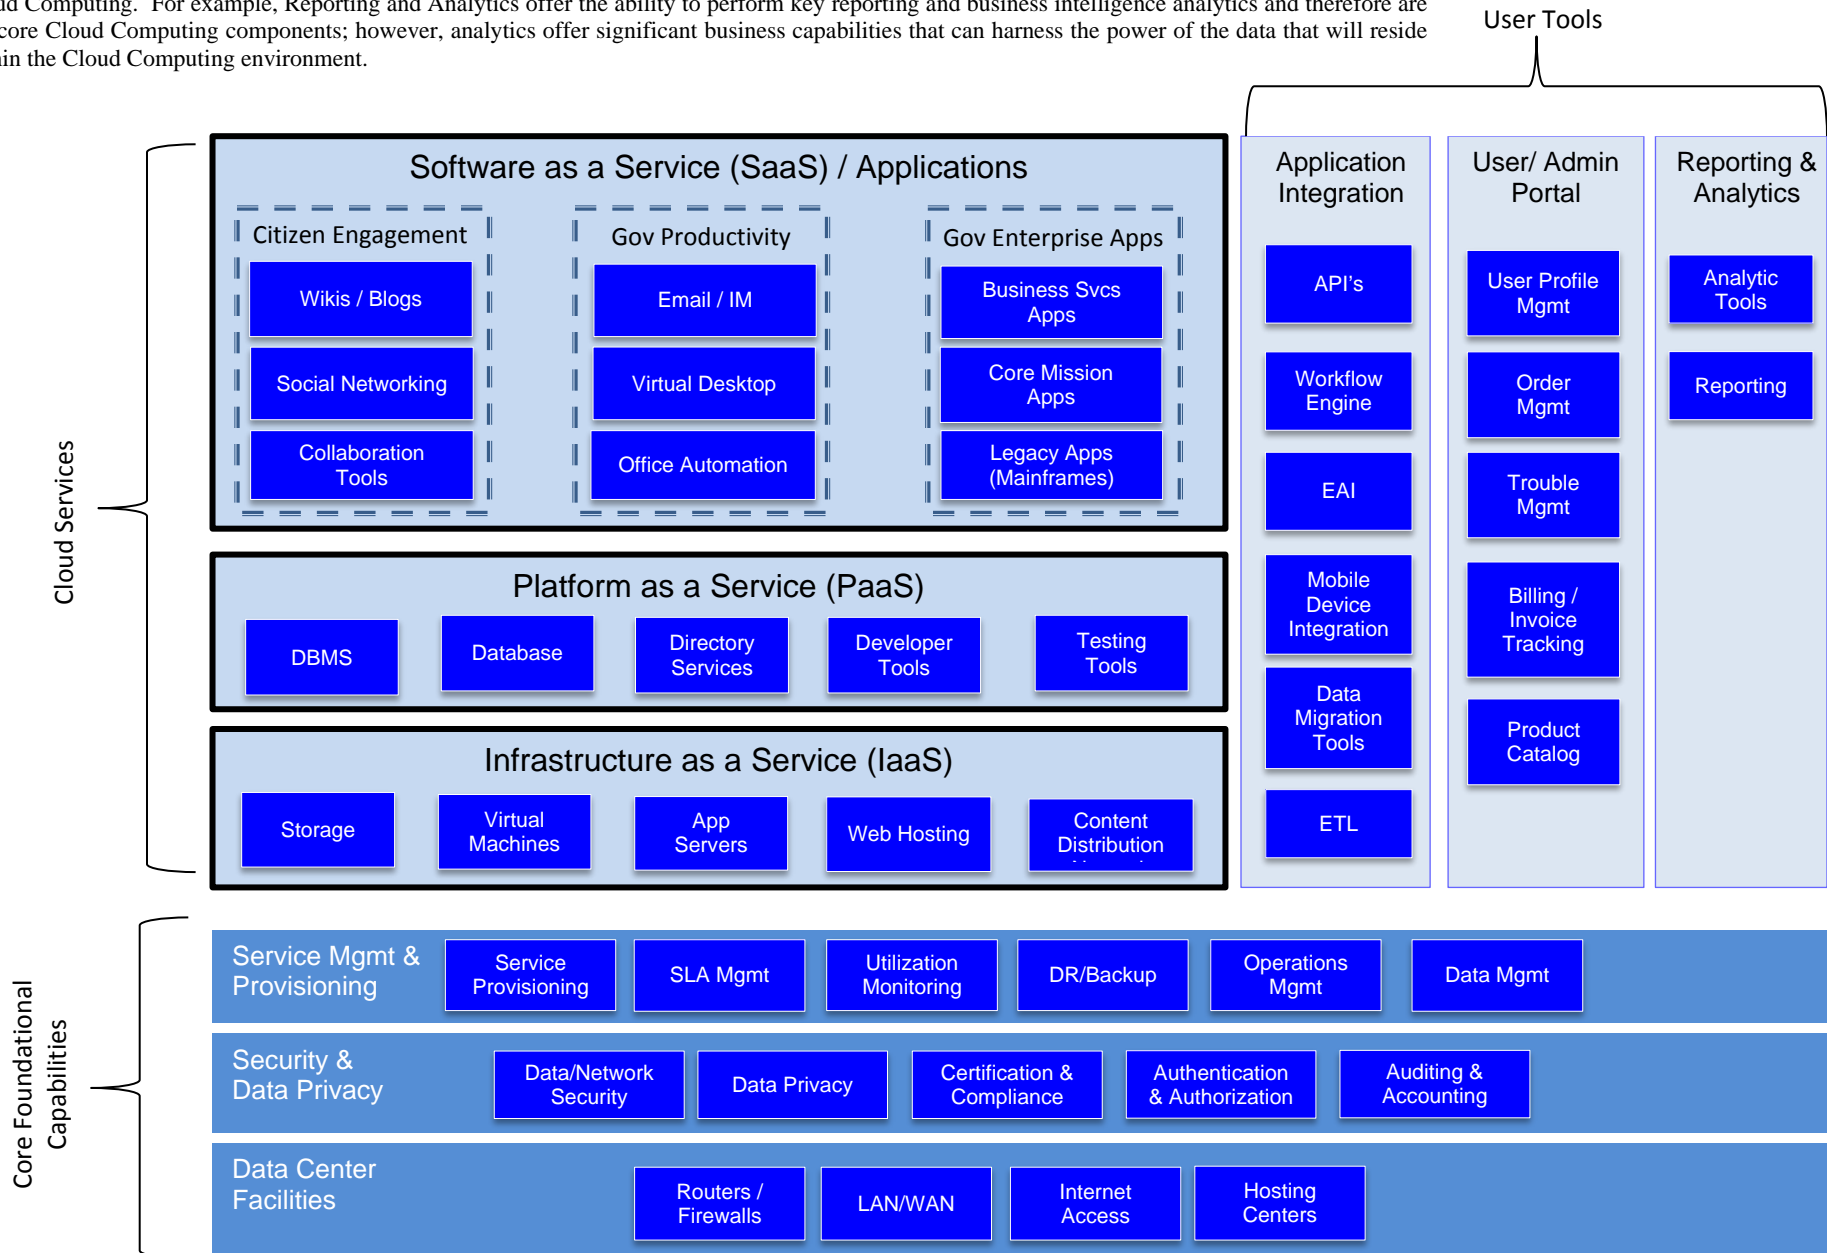 Cloud Computing. For example, Reporting and Analytics offer the ability to perform key reporting and business intelligence analytics and therefore are
core Cloud Computing components; however, analytics offer significant business capabilities that can harness the power of the data that will reside
the Cloud Computing environment.
User Tools
Cloud Services
Software as a Service (SaaS) / Applications
Citizen Engagement
Wikis / Blogs
Social Networking
Collaboration
Tools
Gov Productivity
Email / IM
Virtual Desktop
Office Automation
Gov Enterprise Apps
Business Svcs
Apps
Core Mission
Apps
Legacy Apps
(Mainframes)
Platform as a Service (PaaS)
DBMS
Database
Directory
Services
Developer
Tools
Testing
Tools
Infrastructure as a Service (IaaS)
Storage
Virtual
Machines
App
Servers
Web Hosting
Content
Distribution
Application
Integration
API's
Workflow
Engine
EAI
Mobile
Device
Integration
Data
Migration
Tools
ETL
User/ Admin
Portal
User Profile
Mgmt
Order
Mgmt
Trouble
Mgmt
Billing /
Invoice
Tracking
Product
Catalog
Reporting &
Analytics
Analytic
Tools
Reporting
Core Foundational
Capabilities
Service Mgmt &
Provisioning
Service
Provisioning
SLA Mgmt
Utilization
Monitoring
DR/Backup
Operations
Mgmt
Data Mgmt
Security &
Data Privacy
Data/Network
Security
Data Privacy
Certification &
Compliance
Authentication
& Authorization
Auditing &
Accounting
Data Center
Facilities
Routers /
Firewalls
LAN/WAN
Internet
Access
Hosting
Centers